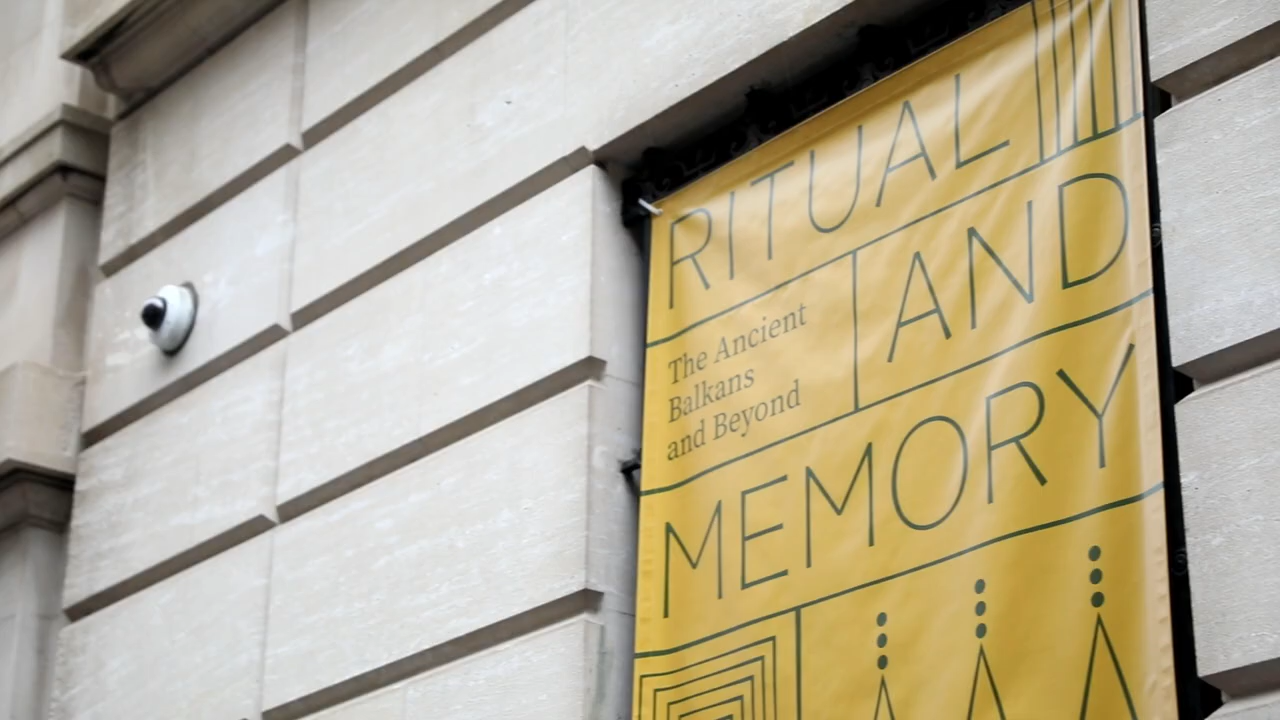 RITUAL
AND
The Ancient
Balkans
and Beyond
MEMORY